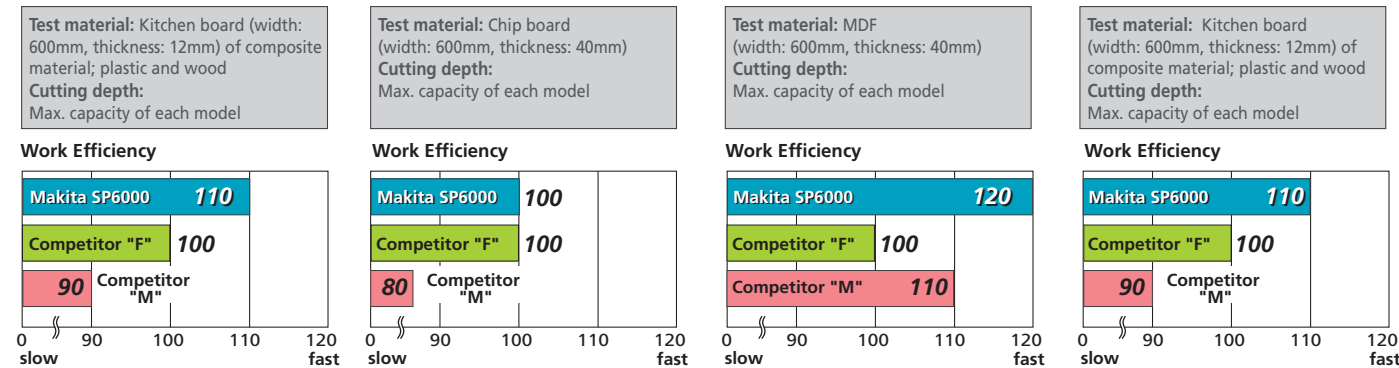 Test material: Kitchen board (width:
600mm, thickness: 12mm) of composite
material; plastic and wood
Cutting depth:
Max. capacity of each model
Work Efficiency
Makita SP6000 110
Competitor "F" 100
90 Competitor
"M"
0 90 100 110 120
slow fast
Test material: Chip board
(width: 600mm, thickness: 40mm)
Cutting depth:
Max. capacity of each model
Work Efficiency
Makita SP6000 100
Competitor "F" 100
80 Competitor
"M"
0 90 100 110 120
slow fast
Test material: MDF
(width: 600mm, thickness: 40mm)
Cutting depth:
Max. capacity of each model
Work Efficiency
Makita SP6000 120
Competitor "F" 100
Competitor "M" 110
0 90 100 110 120
slow fast
Test material: Kitchen board
(width: 600mm, thickness: 12mm) of
composite material; plastic and wood
Cutting depth:
Max. capacity of each model
Work Efficiency
Makita SP6000 110
Competitor "F" 100
90 Competitor
"M"
0 90 100 110 120
slow fast